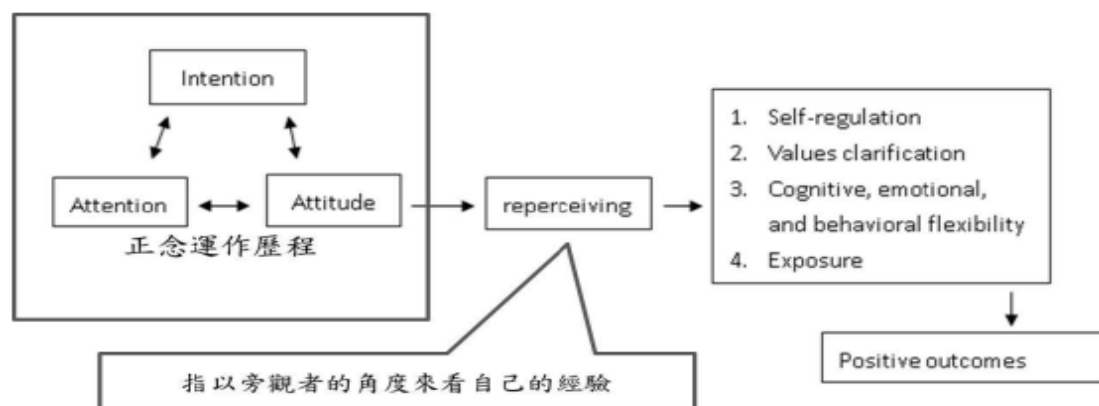 Intention
Attention
Attitude
正念運作歷程
reperceiving
1. Self-regulation
2. Values clarification
3. Cognitive, emotional,
and behavioral flexibility
4. Exposure
Positive outcomes
指以旁觀者的角度來看自己的經驗